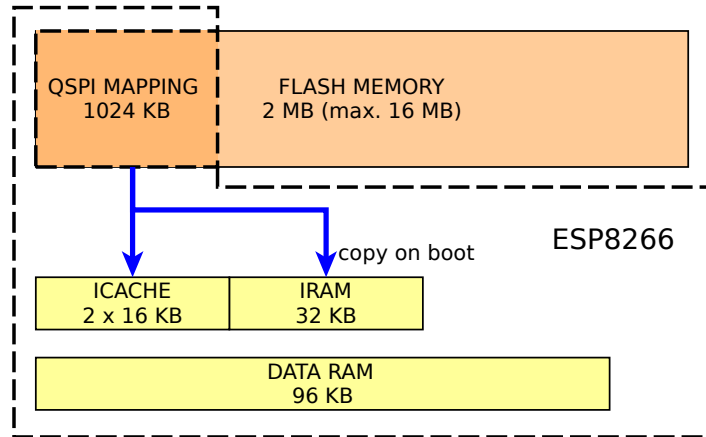 QSPI MAPPING
1024 KB
FLASH MEMORY
2 MB (max. 16 MB)
ESP8266
copy on boot
ICACHE
2 x 16 KB
IRAM
32 KB
DATA RAM
96 KB